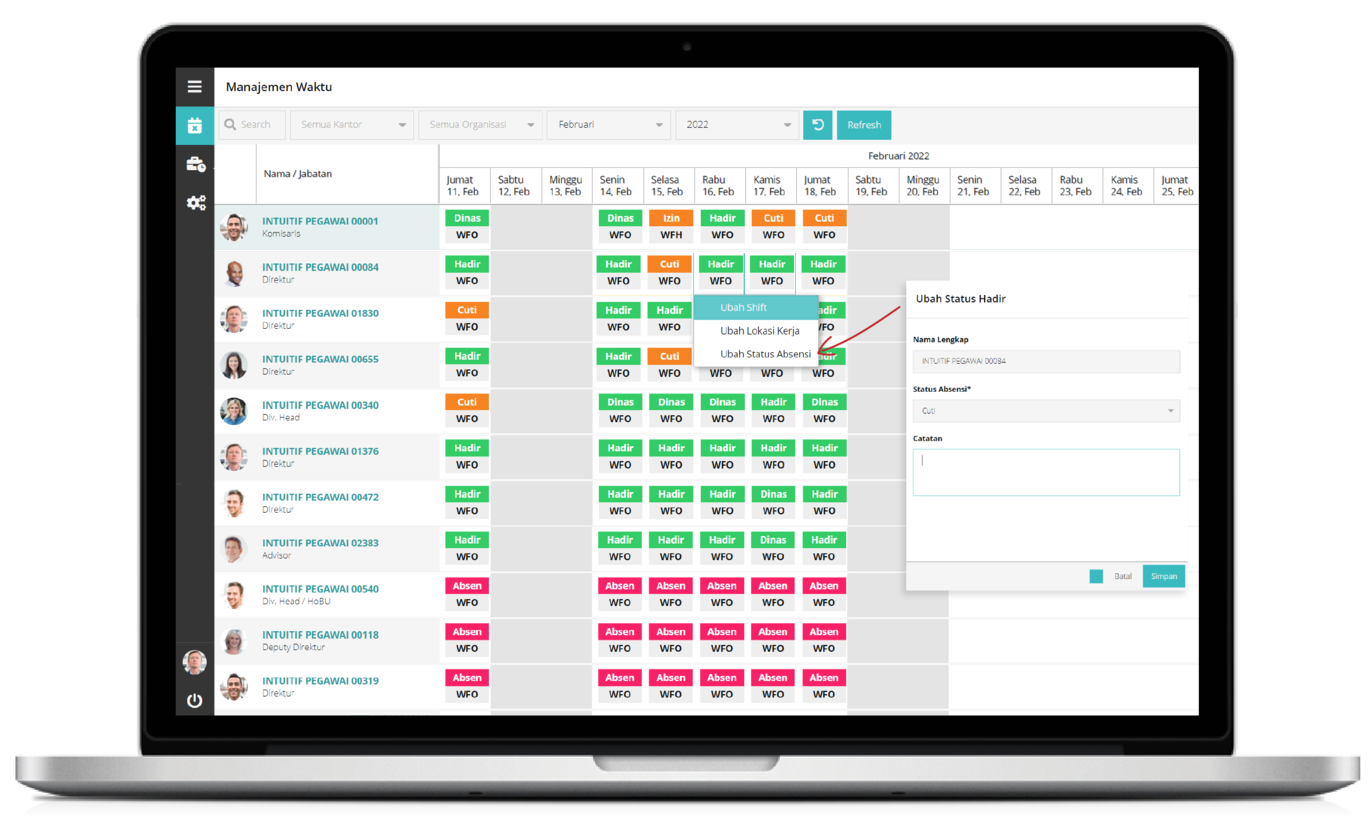 Manajemen Waktu
Search Semua Kantor Semua Organisasi Februari 2022 Refresh
Februari 2022
Nama / Jabatan
Jumat Sabtu Minggu Senin Selasa Rabu Kamis Jumat Sabtu Minggu Senin Selasa Rabu Kamis Jumat
11, Feb 12, Feb 13, Feb 14, Feb 15, Feb 16, Feb 17, Feb 18, Feb 19, Feb 20, Feb 21, Feb 22, Feb 23, Feb 24, Feb 25, Feb
INTUITIF PEGAWAI 00001 Dinas Dinas Izin Hadir Cuti Cuti
Komisaris WFO WFO WFH WFO WFO WFO
INTUITIF PEGAWAI 00084 Hadir Hadir Cuti Hadir Hadir Hadir
Direktur WFO WFO WFO WFO WFO WFO
INTUITIF PEGAWAI 01830 Cuti Hadir Hadir
Direktur WFO WFO WFO
INTUITIF PEGAWAI 00655 Hadir Hadir Cuti
Direktur WFO WFO WFO WFO WFO WFO
INTUITIF PEGAWAI 00340 Cuti Dinas Dinas Dinas Hadir Dinas
Div. Head WFO WFO WFO WFO WFO WFO
INTUITIF PEGAWAI 01376 Hadir Hadir Hadir Hadir Hadir Hadir
Direktur WFO WFO WFO WFO WFO WFO
INTUITIF PEGAWAI 00472 Hadir Hadir Hadir Hadir Dinas Hadir
Direktur WFO WFO WFO WFO WFO WFO
INTUITIF PEGAWAI 02383 Hadir Hadir Hadir Hadir Dinas Hadir
Advisor WFO WFO WFO WFO WFO WFO
INTUITIF PEGAWAI 00540 Absen Absen Absen Absen Absen Absen
Div. Head / HoBU WFO WFO WFO WFO WFO WFO
INTUITIF PEGAWAI 00118 Absen Absen Absen Absen Absen Absen
Deputy Direktur WFO WFO WFO WFO WFO WFO
INTUITIF PEGAWAI 00319 Absen Absen Absen Absen Absen Absen
Direktur WFO WFO WFO WFO WFO WFO
Ubah Shift
Ubah Lokasi Kerja
Ubah Status Absensi
Ubah Status Hadir
Nama Lengkap
INTUITIF PEGAWAI 00084
Status Absensi*
Cuti
Catatan
Batal Simpan